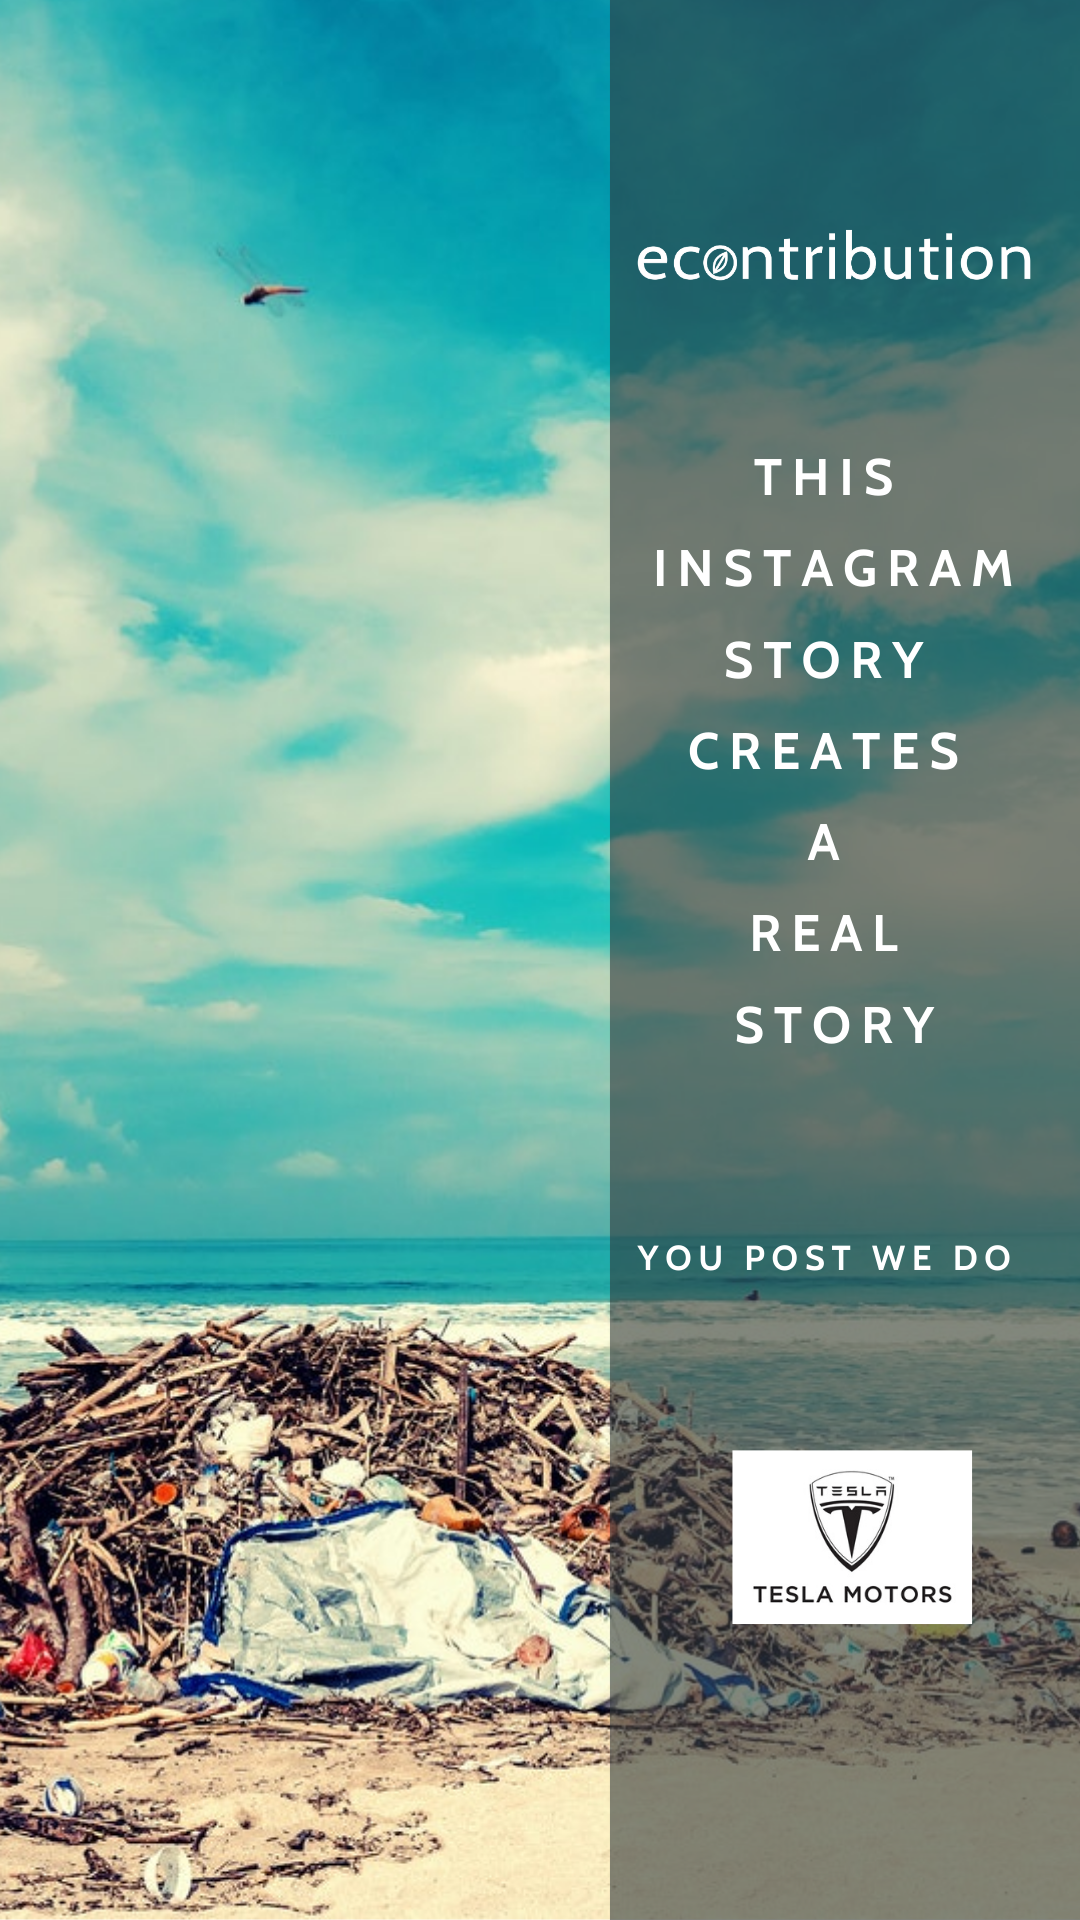 econtribution
THIS
INSTAGRAM
STORY
CREATES
A
REAL
STORY
YOU POST WE DO
TESLA
TESLA MOTORS